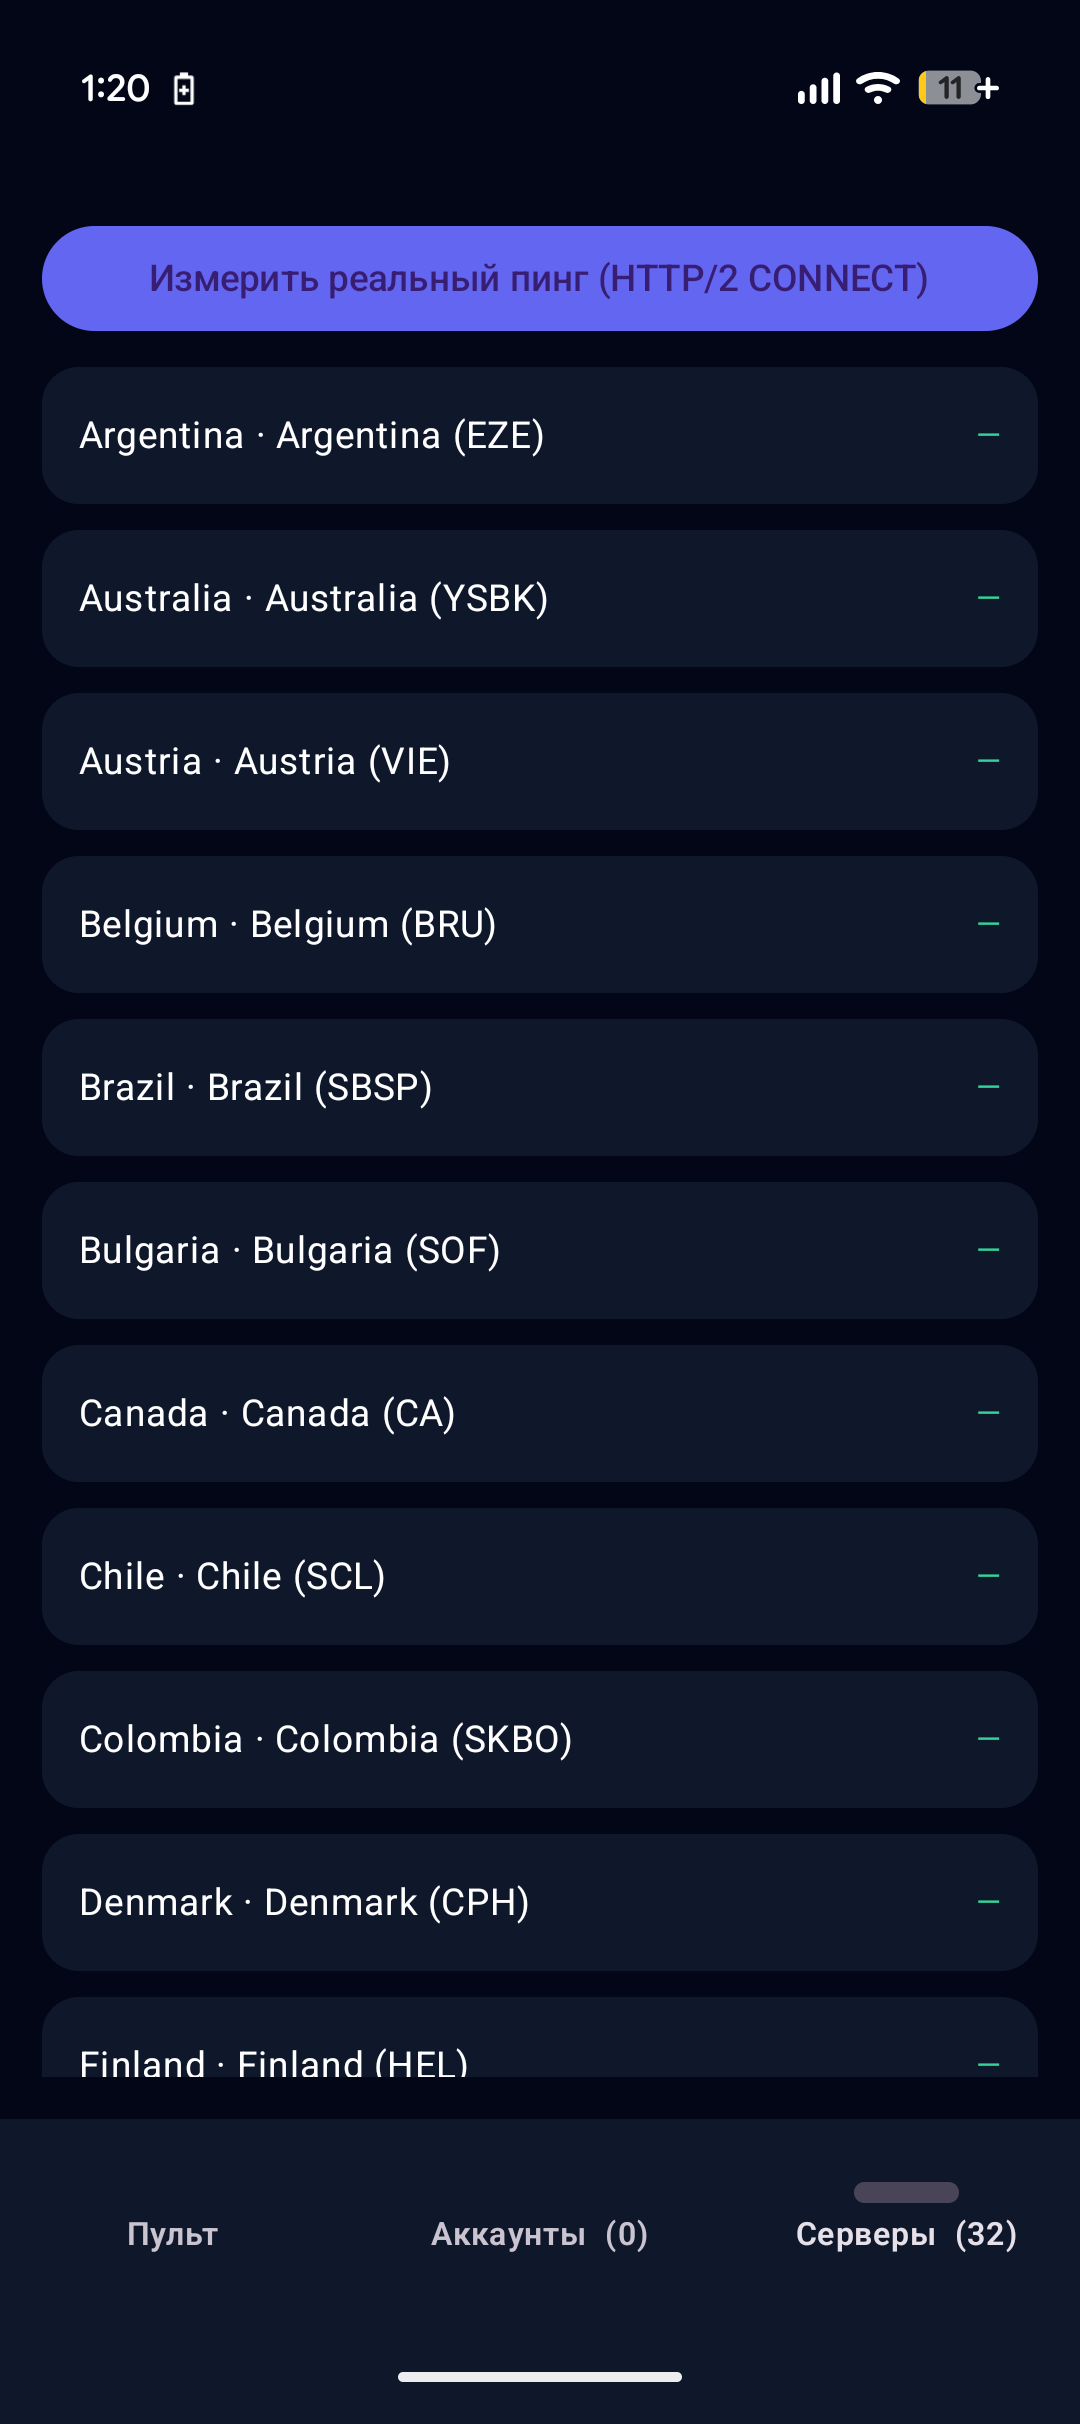 1:20
11
Измерить реальный пинг (HTTP/2 CONNECT)
Argentina · Argentina (EZE) —
Australia · Australia (YSBK) —
Austria · Austria (VIE) —
Belgium · Belgium (BRU) —
Brazil · Brazil (SBSP) —
Bulgaria · Bulgaria (SOF) —
Canada · Canada (CA) —
Chile · Chile (SCL) —
Colombia · Colombia (SKBO) —
Denmark · Denmark (CPH) —
Finland · Finland (HEL) —
Пульт Аккаунты (0) Серверы (32)